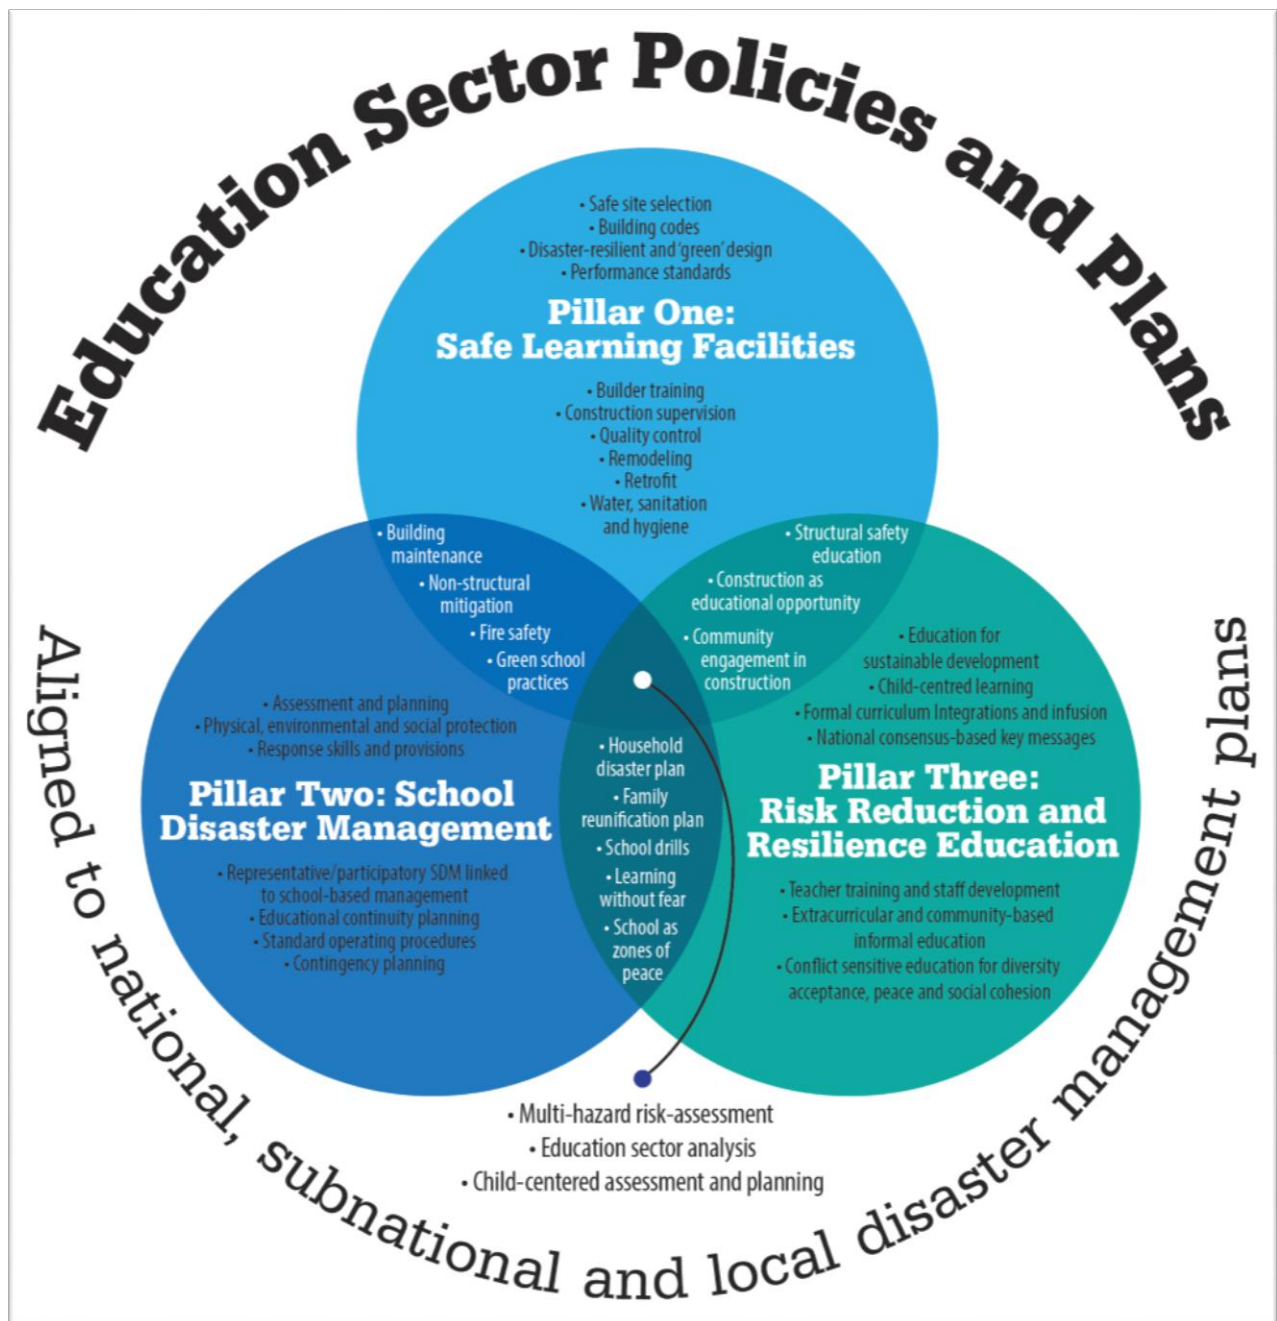 Education Sector Policies and Plans
• Safe site selection
• Building codes
• Disaster-resilient and ‘green’ design
• Performance standards
Pillar One:
Safe Learning Facilities
• Builder training
• Construction supervision
• Quality control
• Remodeling
• Retrofit
• Water, sanitation
and hygiene
• Building
maintenance
• Non-structural
mitigation
• Fire safety
• Green school
practices
• Structural safety
education
• Construction as
educational opportunity
• Community
engagement in
construction
• Assessment and planning
• Physical, environmental and social protection
• Response skills and provisions
Pillar Two: School
Disaster Management
• Representative/participatory SDM linked
to school-based management
• Educational continuity planning
• Standard operating procedures
• Contingency planning
• Household
disaster plan
• Family
reunification plan
• School drills
• Learning
without fear
• School as
zones of
peace
• Education for
sustainable development
• Child-centred learning
• Formal curriculum Integrations and infusion
• National consensus-based key messages
Pillar Three:
Risk Reduction and
Resilience Education
• Teacher training and staff development
• Extracurricular and community-based
informal education
• Conflict sensitive education for diversity
acceptance, peace and social cohesion
• Multi-hazard risk-assessment
• Education sector analysis
• Child-centered assessment and planning
Aligned to national, subnational and local disaster management plans